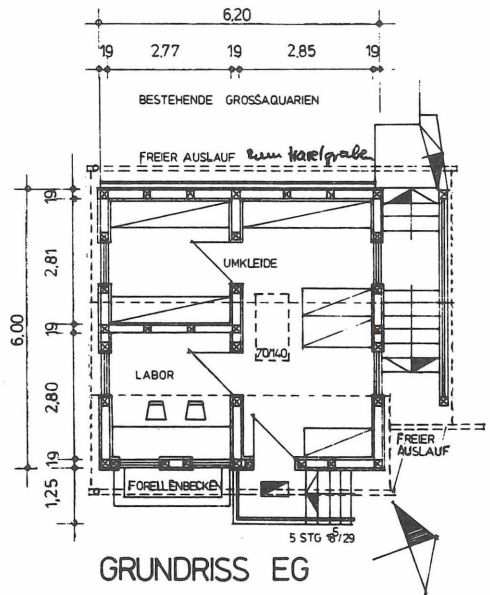 6,20
19 2,77 19 2,85 19
BESTEHENDE GROSSAQUARIEN
FREIER AUSLAUF zum Havelgraben
19
2,81
6,00
19
2,80
19
1,25
UMKLEIDE
70/140
LABOR
FREIER
AUSLAUF
FORELLENBECKEN
5 STG 18/29
5
GRUNDRISS EG